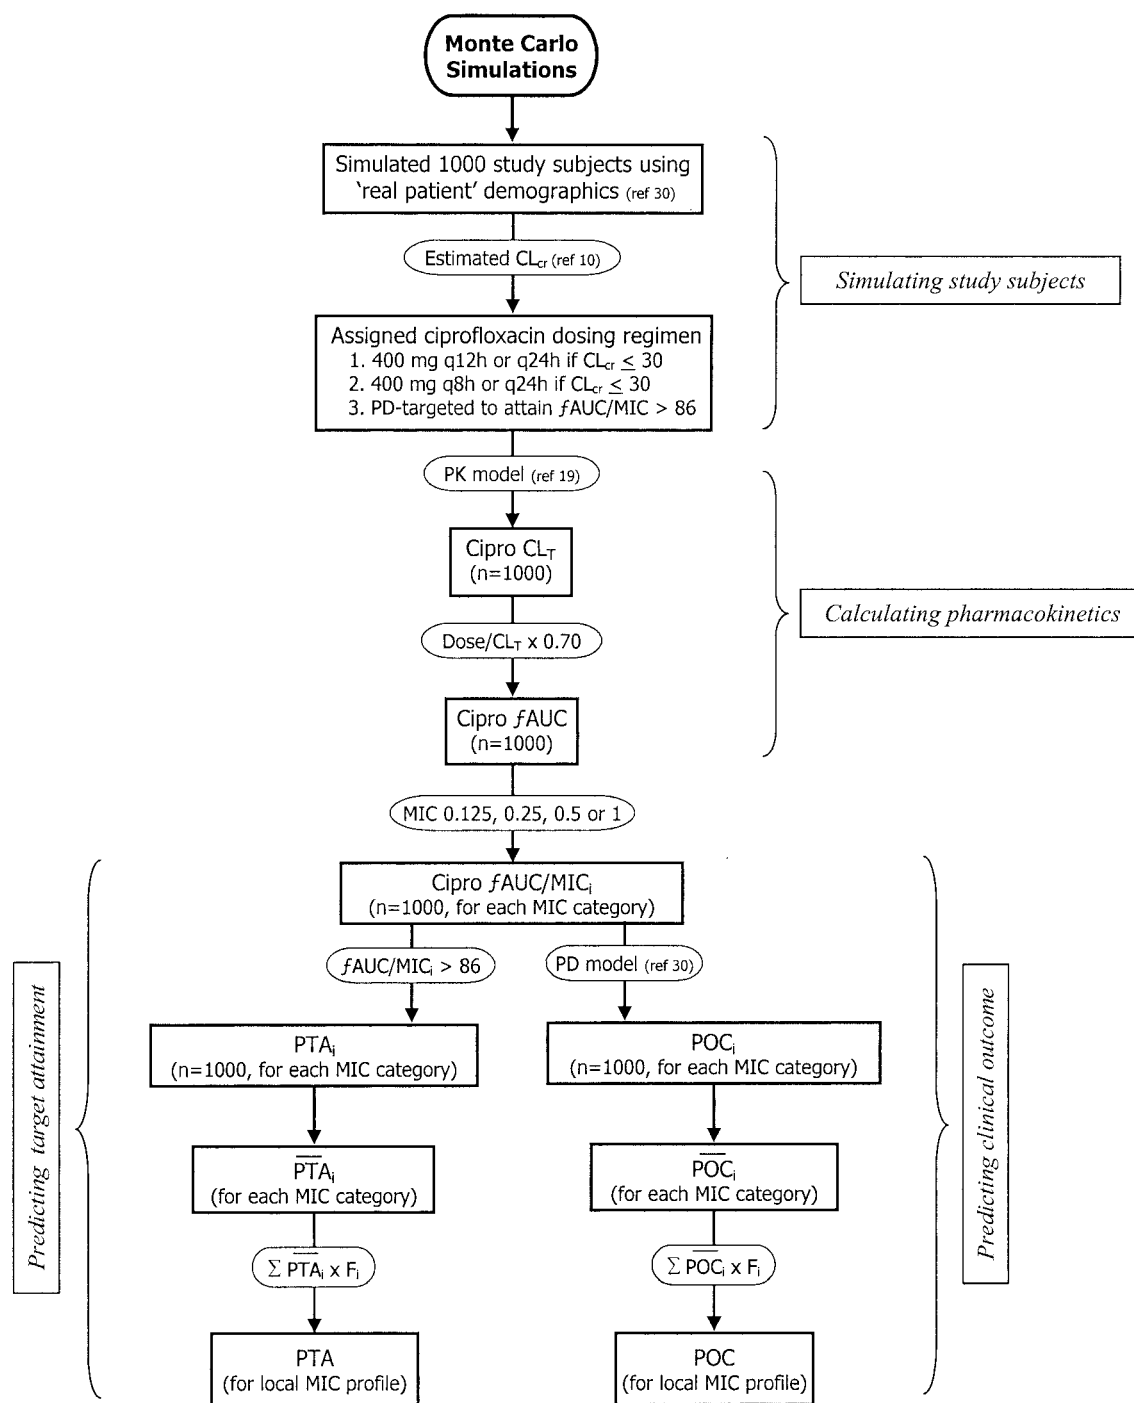 Monte Carlo
Simulations
Simulated 1000 study subjects using
‘real patient’ demographics (ref 30)
Estimated CLcr (ref 10)
Simulating study subjects
Assigned ciprofloxacin dosing regimen
1. 400 mg q12h or q24h if CLcr ≤ 30
2. 400 mg q8h or q24h if CLcr ≤ 30
3. PD-targeted to attain ƒAUC/MIC > 86
PK model (ref 19)
Cipro CLT
(n=1000)
Calculating pharmacokinetics
Dose/CLT x 0.70
Cipro ƒAUC
(n=1000)
MIC 0.125, 0.25, 0.5 or 1
Cipro ƒAUC/MICi
(n=1000, for each MIC category)
ƒAUC/MICi > 86
PD model (ref 30)
Predicting target attainment
Predicting clinical outcome
PTAi
(n=1000, for each MIC category)
POCi
(n=1000, for each MIC category)
P̅T̅A̅i
(for each MIC category)
P̅O̅C̅i
(for each MIC category)
Σ P̅T̅A̅i x Fi
Σ P̅O̅C̅i x Fi
PTA
(for local MIC profile)
POC
(for local MIC profile)